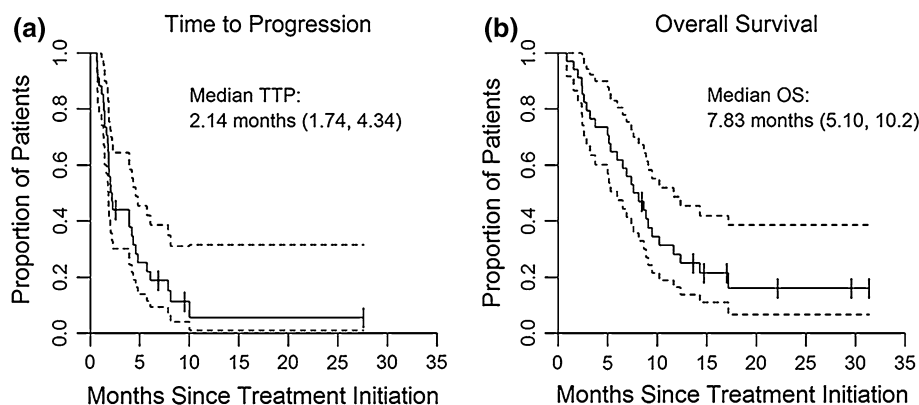 (a) Time to Progression
Median TTP:
2.14 months (1.74, 4.34)
Proportion of Patients
1.0
0.8
0.6
0.4
0.2
0.0
0 5 10 15 20 25 30 35
Months Since Treatment Initiation
(b) Overall Survival
Median OS:
7.83 months (5.10, 10.2)
Proportion of Patients
1.0
0.8
0.6
0.4
0.2
0.0
0 5 10 15 20 25 30 35
Months Since Treatment Initiation